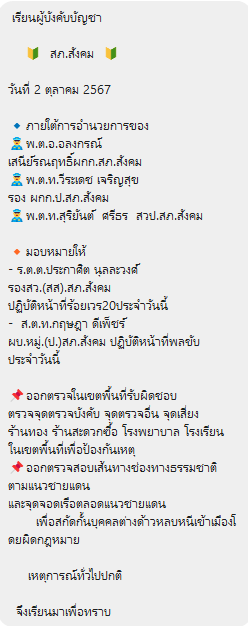 เรียนผู้บังคับบัญชา
🔰 สภ.สังคม 🔰
วันที่ 2 ตุลาคม 2567
🔹ภายใต้การอำนวยการของ
👮พ.ต.อ.อลงกรณ์
เสนีย์รณฤทธิ์ผกก.สภ.สังคม
👮พ.ต.ท.วีระเดช เจริญสุข
รอง ผกก.ป.สภ.สังคม
👮พ.ต.ท.สุริยันต์ ศรีธร สวป.สภ.สังคม
🔸มอบหมายให้
- ร.ต.ต.ประกาศิต นุลละวงศ์
รองสว.(สส).สภ.สังคม
ปฏิบัติหน้าที่ร้อยเวร20ประจำวันนี้
- ส.ต.ท.กฤษฎา ดีเพ็ชร์
ผบ.หมู่.(ป.)สภ.สังคม ปฏิบัติหน้าที่พลขับ
ประจำวันนี้
📌ออกตรวจในเขตพื้นที่รับผิดชอบ
ตรวจจุดตรวจบังคับ จุดตรวจอื่น จุดเสี่ยง
ร้านทอง ร้านสะดวกซื้อ โรงพยาบาล โรงเรียน
ในเขตพื้นที่เพื่อป้องกันเหตุ
📌ออกตรวจสอบเส้นทางช่องทางธรรมชาติ
ตามแนวชายแดน
และจุดจอดเรือตลอดแนวชายแดน
เพื่อสกัดกั้นบุคคลต่างด้าวหลบหนีเข้าเมืองโ
ดยผิดกฎหมาย
เหตุการณ์ทั่วไปปกติ
จึงเรียนมาเพื่อทราบ